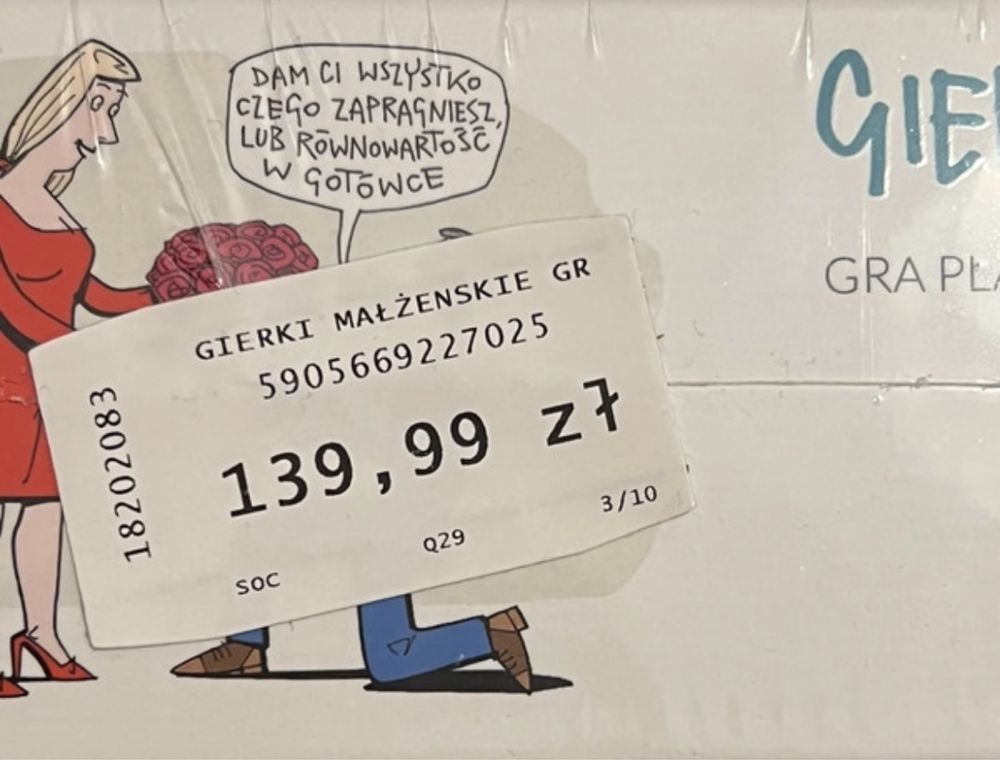 DAM CI WSZYSTKO
CZEGO ZAPRAGNIESZ,
LUB RÓWNOWARTOŚĆ
W GOTÓWCE
GRA
GIERKI MAŁŻENSKIE GR
5905669227025
18202083
139,99 zł
3/10
Q29
SOC